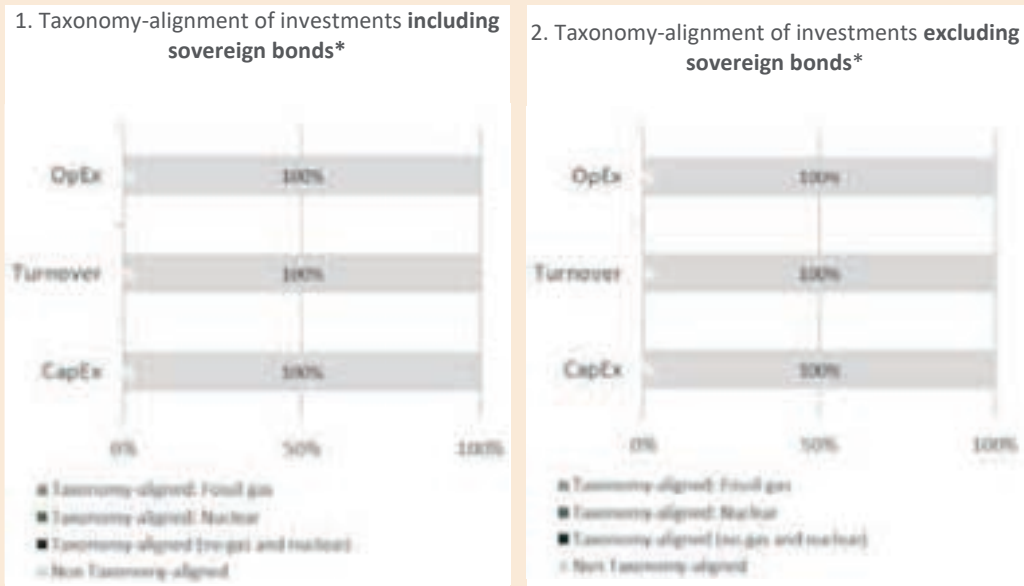 1. Taxonomy-alignment of investments including
sovereign bonds*
OpEx
100%
Turnover
100%
CapEx
100%
0% 50% 100%
Taxonomy-aligned: Fossil gas
Taxonomy-aligned: Nuclear
Taxonomy-aligned (no gas and nuclear)
Non Taxonomy-aligned
2. Taxonomy-alignment of investments excluding
sovereign bonds*
OpEx
100%
Turnover
100%
CapEx
100%
0% 50% 100%
Taxonomy-aligned: Fossil gas
Taxonomy-aligned: Nuclear
Taxonomy-aligned (no gas and nuclear)
Non Taxonomy-aligned